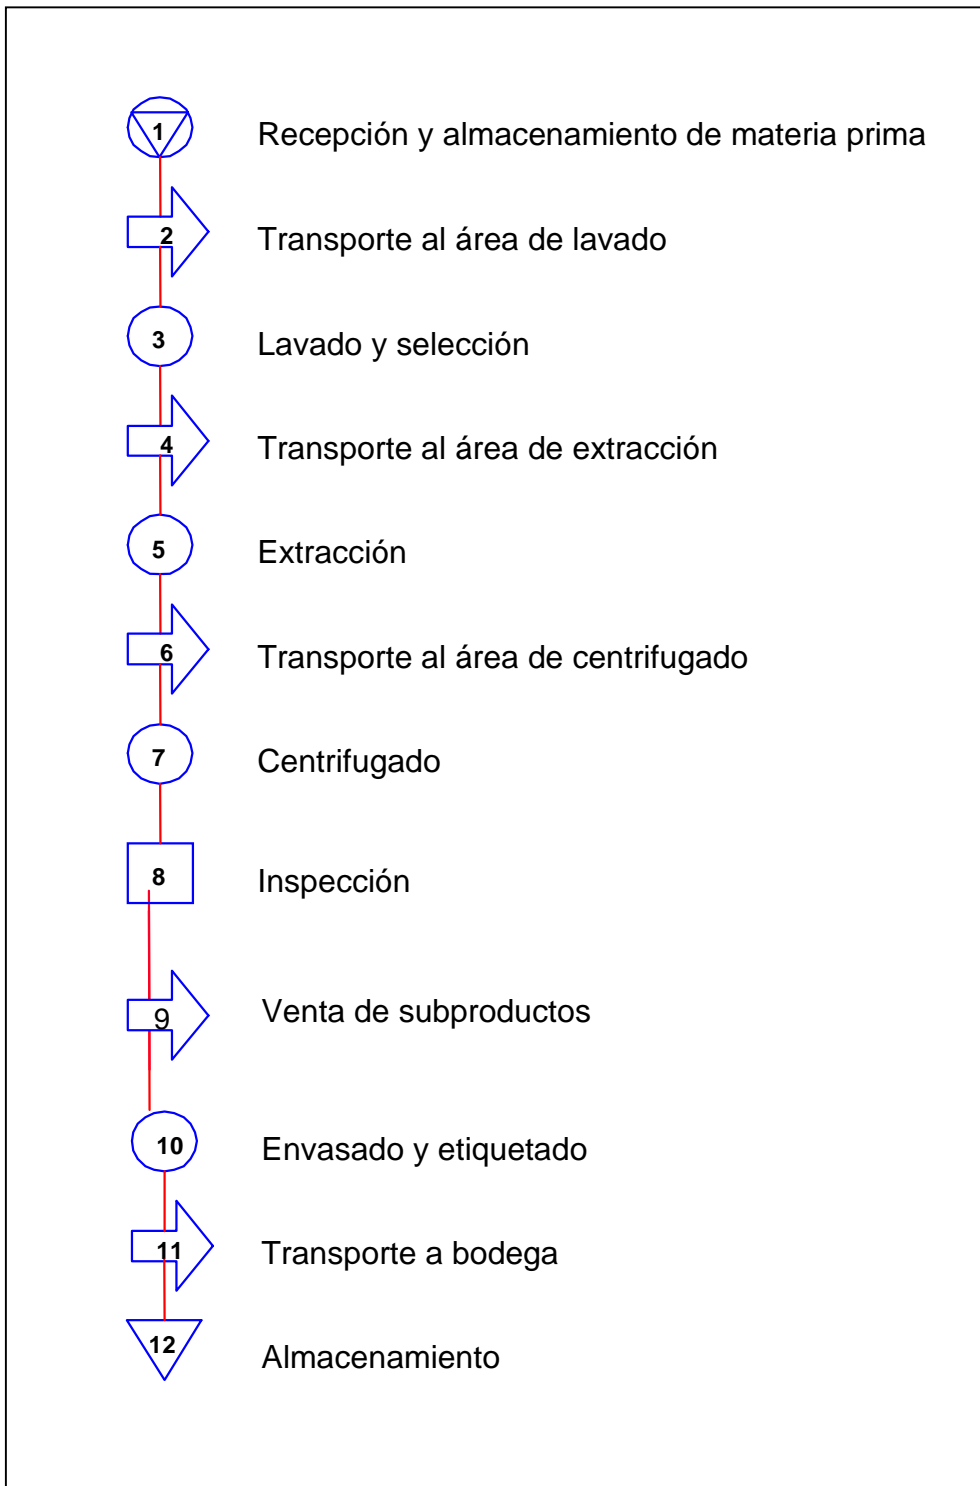 1 Recepción y almacenamiento de materia prima
2 Transporte al área de lavado
3 Lavado y selección
4 Transporte al área de extracción
5 Extracción
6 Transporte al área de centrifugado
7 Centrifugado
8 Inspección
9 Venta de subproductos
10 Envasado y etiquetado
11 Transporte a bodega
12 Almacenamiento